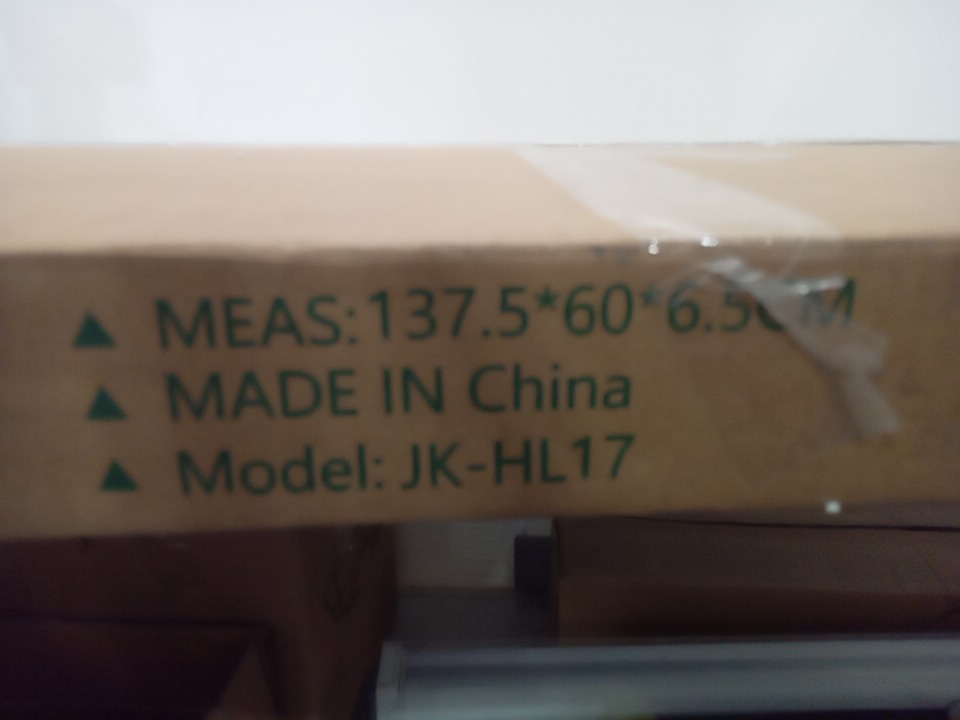 ▲ MEAS:137.5*60*6.5CM
▲ MADE IN China
▲ Model: JK-HL17